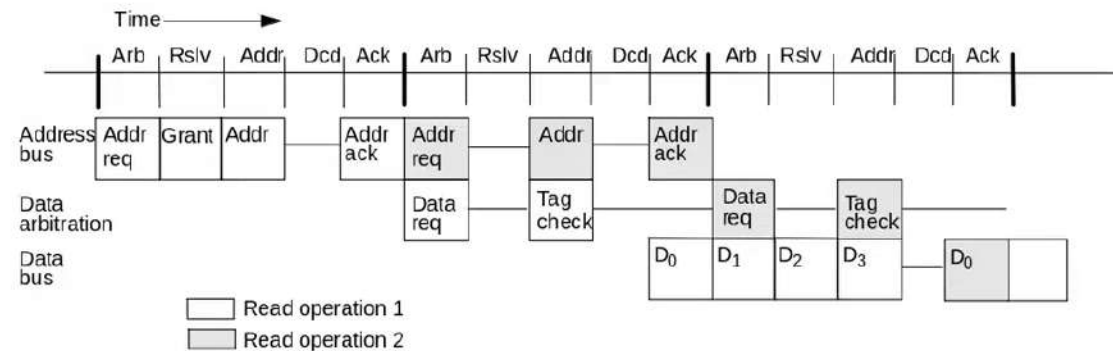 Time
Arb Rslv Addr Dcd Ack Arb Rslv Addr Dcd Ack Arb Rslv Addr Dcd Ack
Address
bus
Addr
req
Grant
Addr
Addr
ack
Addr
req
Addr
Addr
ack
Data
arbitration
Data
req
Tag
check
Data
req
Tag
check
Data
bus
D0 D1 D2 D3 D0
Read operation 1
Read operation 2